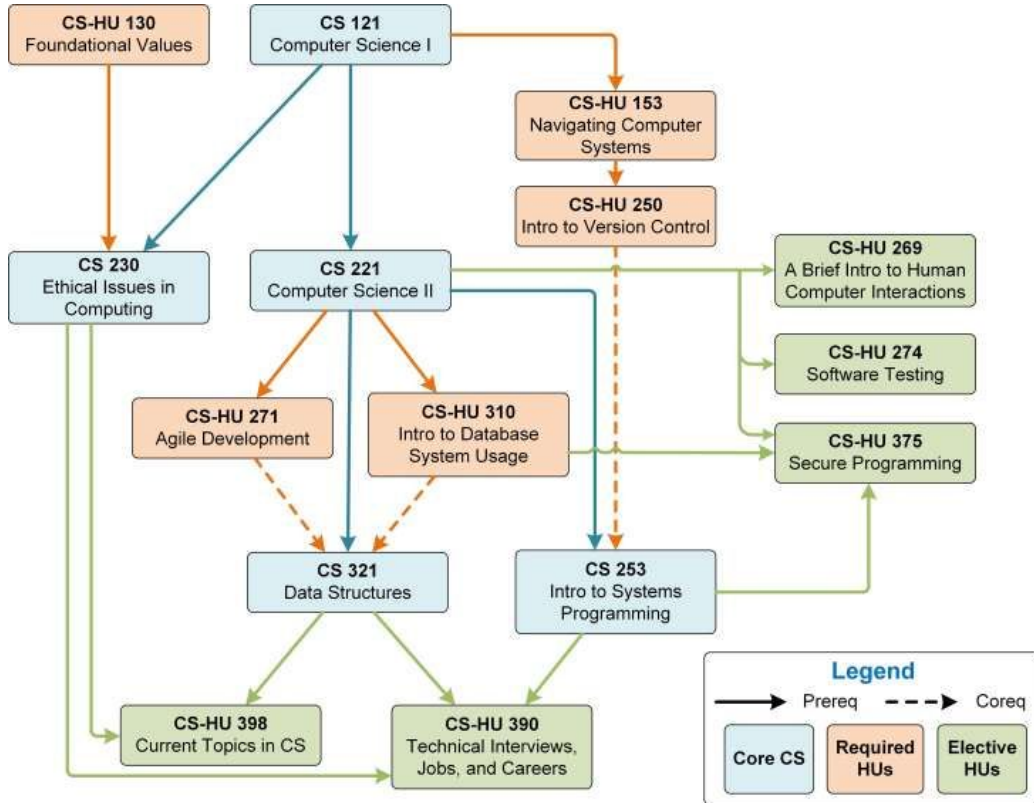 CS-HU 130
Foundational Values
CS 121
Computer Science I
CS-HU 153
Navigating Computer
Systems
CS-HU 250
Intro to Version Control
CS 230
Ethical Issues in
Computing
CS 221
Computer Science II
CS-HU 269
A Brief Intro to Human
Computer Interactions
CS-HU 274
Software Testing
CS-HU 271
Agile Development
CS-HU 310
Intro to Database
System Usage
CS-HU 375
Secure Programming
CS 321
Data Structures
CS 253
Intro to Systems
Programming
CS-HU 398
Current Topics in CS
CS-HU 390
Technical Interviews,
Jobs, and Careers
Legend
Prereq
Coreq
Core CS
Required
HUs
Elective
HUs